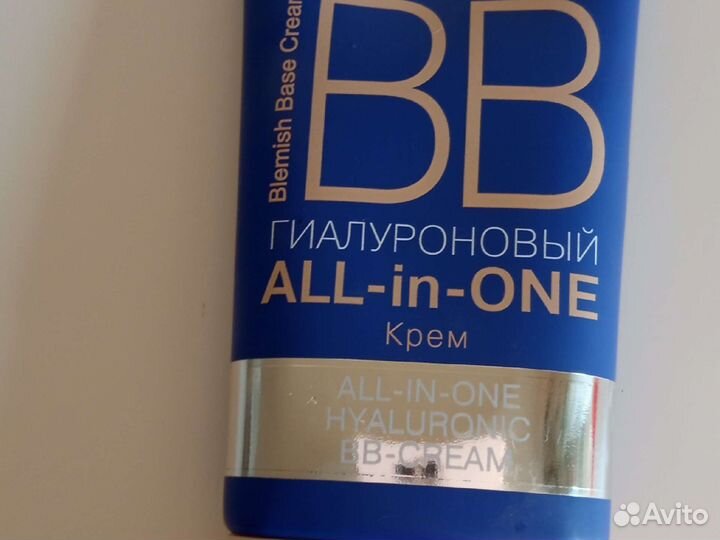 Blemish Base Cream
BB
ГИАЛУРОНОВЫЙ
ALL-in-ONE
Крем
ALL-IN-ONE
HYALURONIC
BB-CREAM
Avito